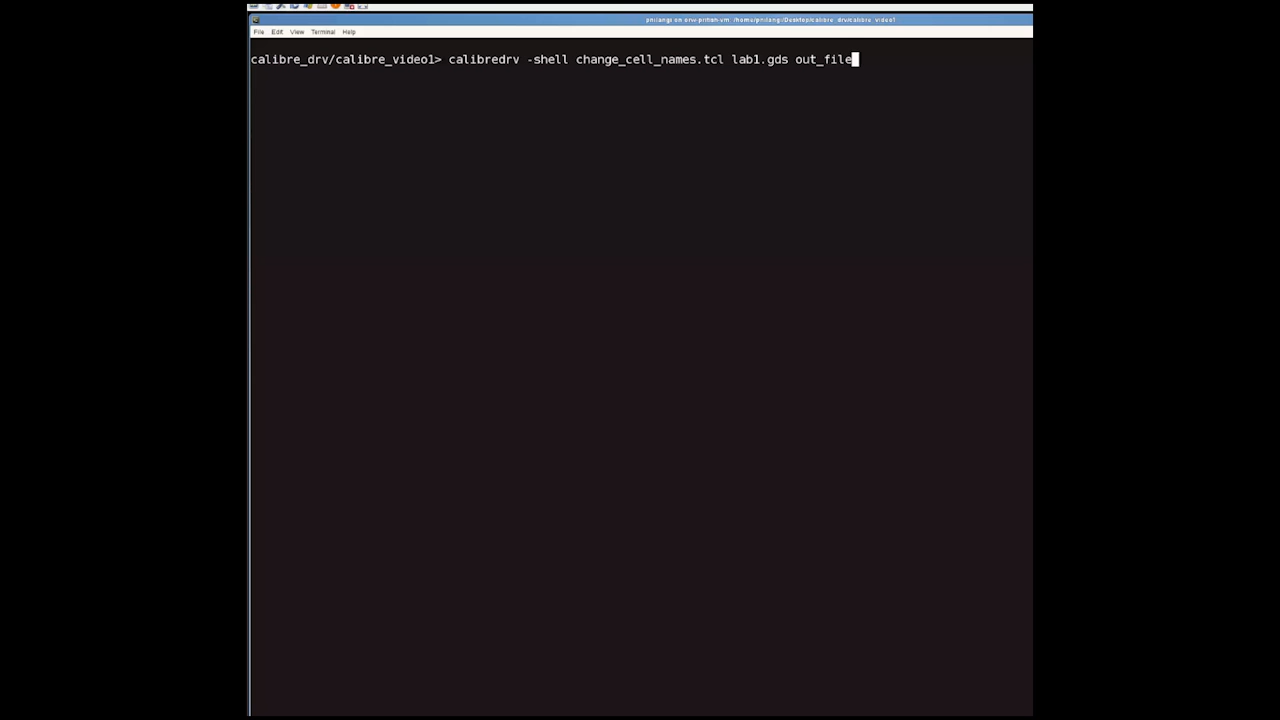 File Edit View Terminal Help
calibre_drv/calibre_video1> calibredrv -shell change_cell_names.tcl lab1.gds out_file